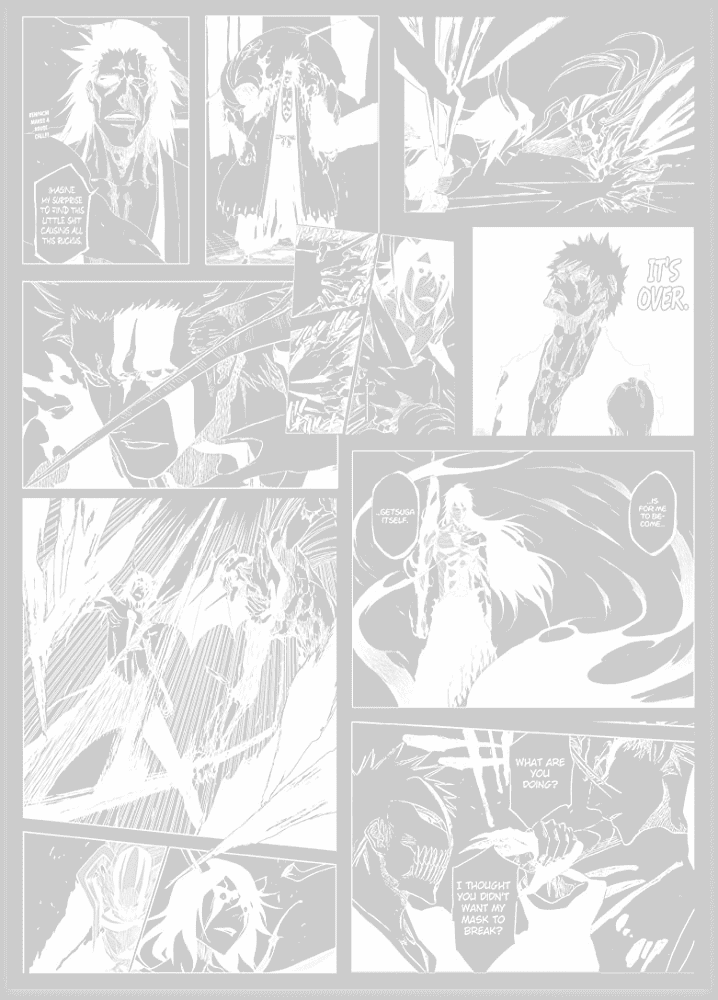 IMAGINE
MY SURPRISE
TO FIND THIS
LITTLE SHIT
CAUSING ALL
THIS RUCKUS.
IT'S
OVER.
...IS
FOR ME
TO BE-
COME...
...GETSUGA
ITSELF.
WHAT ARE
YOU
DOING?
I THOUGHT
YOU DIDN'T
WANT MY
MASK TO
BREAK?